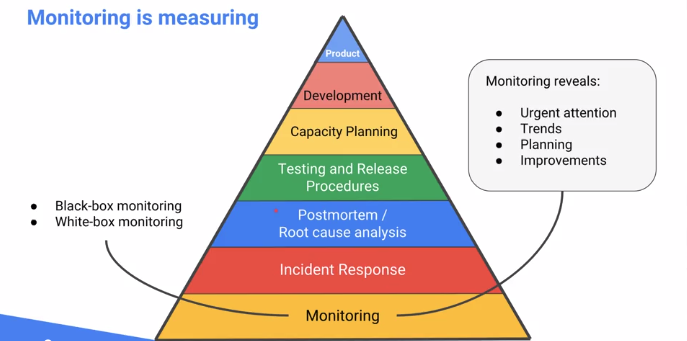 Monitoring is measuring
Product
Development
Capacity Planning
Testing and Release
Procedures
Postmortem /
Root cause analysis
Incident Response
Monitoring
● Black-box monitoring
● White-box monitoring
Monitoring reveals:
● Urgent attention
● Trends
● Planning
● Improvements